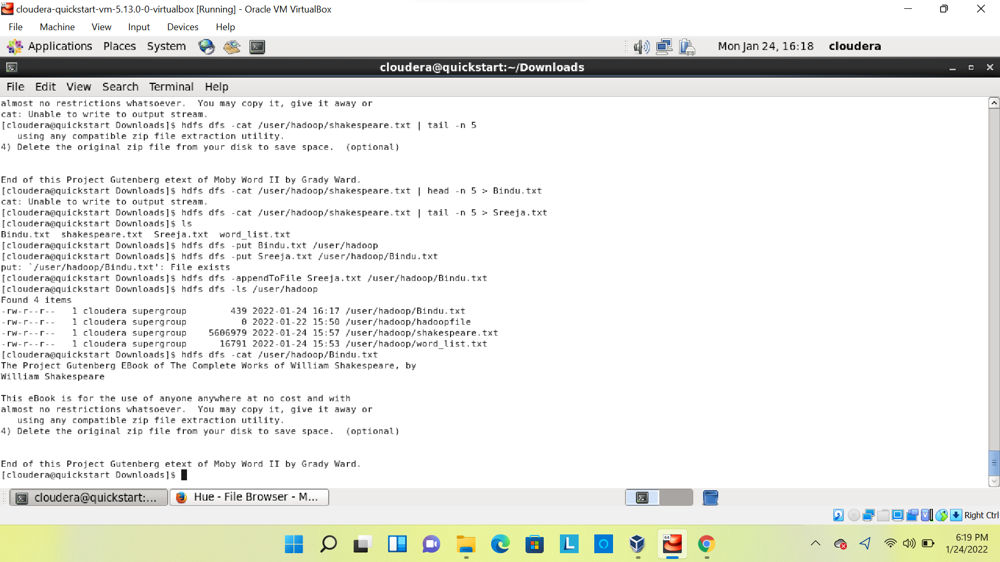 cloudera-quickstart-vm-5.13.0-0-virtualbox [Running] - Oracle VM VirtualBox
File Machine View Input Devices Help
Applications Places System Mon Jan 24, 16:18 cloudera
cloudera@quickstart:~/Downloads
File Edit View Search Terminal Help
almost no restrictions whatsoever.  You may copy it, give it away or
cat: Unable to write to output stream.
[cloudera@quickstart Downloads]$ hdfs dfs -cat /user/hadoop/shakespeare.txt | tail -n 5
   using any compatible zip file extraction utility.
4) Delete the original zip file from your disk to save space.  (optional)
End of this Project Gutenberg etext of Moby Word II by Grady Ward.
[cloudera@quickstart Downloads]$ hdfs dfs -cat /user/hadoop/shakespeare.txt | head -n 5 > Bindu.txt
cat: Unable to write to output stream.
[cloudera@quickstart Downloads]$ hdfs dfs -cat /user/hadoop/shakespeare.txt | tail -n 5 > Sreeja.txt
[cloudera@quickstart Downloads]$ ls
Bindu.txt  shakespeare.txt  Sreeja.txt  word_list.txt
[cloudera@quickstart Downloads]$ hdfs dfs -put Bindu.txt /user/hadoop
[cloudera@quickstart Downloads]$ hdfs dfs -put Sreeja.txt /user/hadoop/Bindu.txt
put: `/user/hadoop/Bindu.txt': File exists
[cloudera@quickstart Downloads]$ hdfs dfs -appendToFile Sreeja.txt /user/hadoop/Bindu.txt
[cloudera@quickstart Downloads]$ hdfs dfs -ls /user/hadoop
Found 4 items
-rw-r--r--   1 cloudera supergroup        439 2022-01-24 16:17 /user/hadoop/Bindu.txt
-rw-r--r--   1 cloudera supergroup          0 2022-01-22 15:50 /user/hadoop/hadoopfile
-rw-r--r--   1 cloudera supergroup    5606979 2022-01-24 15:57 /user/hadoop/shakespeare.txt
-rw-r--r--   1 cloudera supergroup      16791 2022-01-24 15:53 /user/hadoop/word_list.txt
[cloudera@quickstart Downloads]$ hdfs dfs -cat /user/hadoop/Bindu.txt
The Project Gutenberg EBook of The Complete Works of William Shakespeare, by
William Shakespeare
This eBook is for the use of anyone anywhere at no cost and with
almost no restrictions whatsoever.  You may copy it, give it away or
   using any compatible zip file extraction utility.
4) Delete the original zip file from your disk to save space.  (optional)
End of this Project Gutenberg etext of Moby Word II by Grady Ward.
[cloudera@quickstart Downloads]$
cloudera@quickstart:... Hue - File Browser - M...
Right Ctrl
6:19 PM
1/24/2022